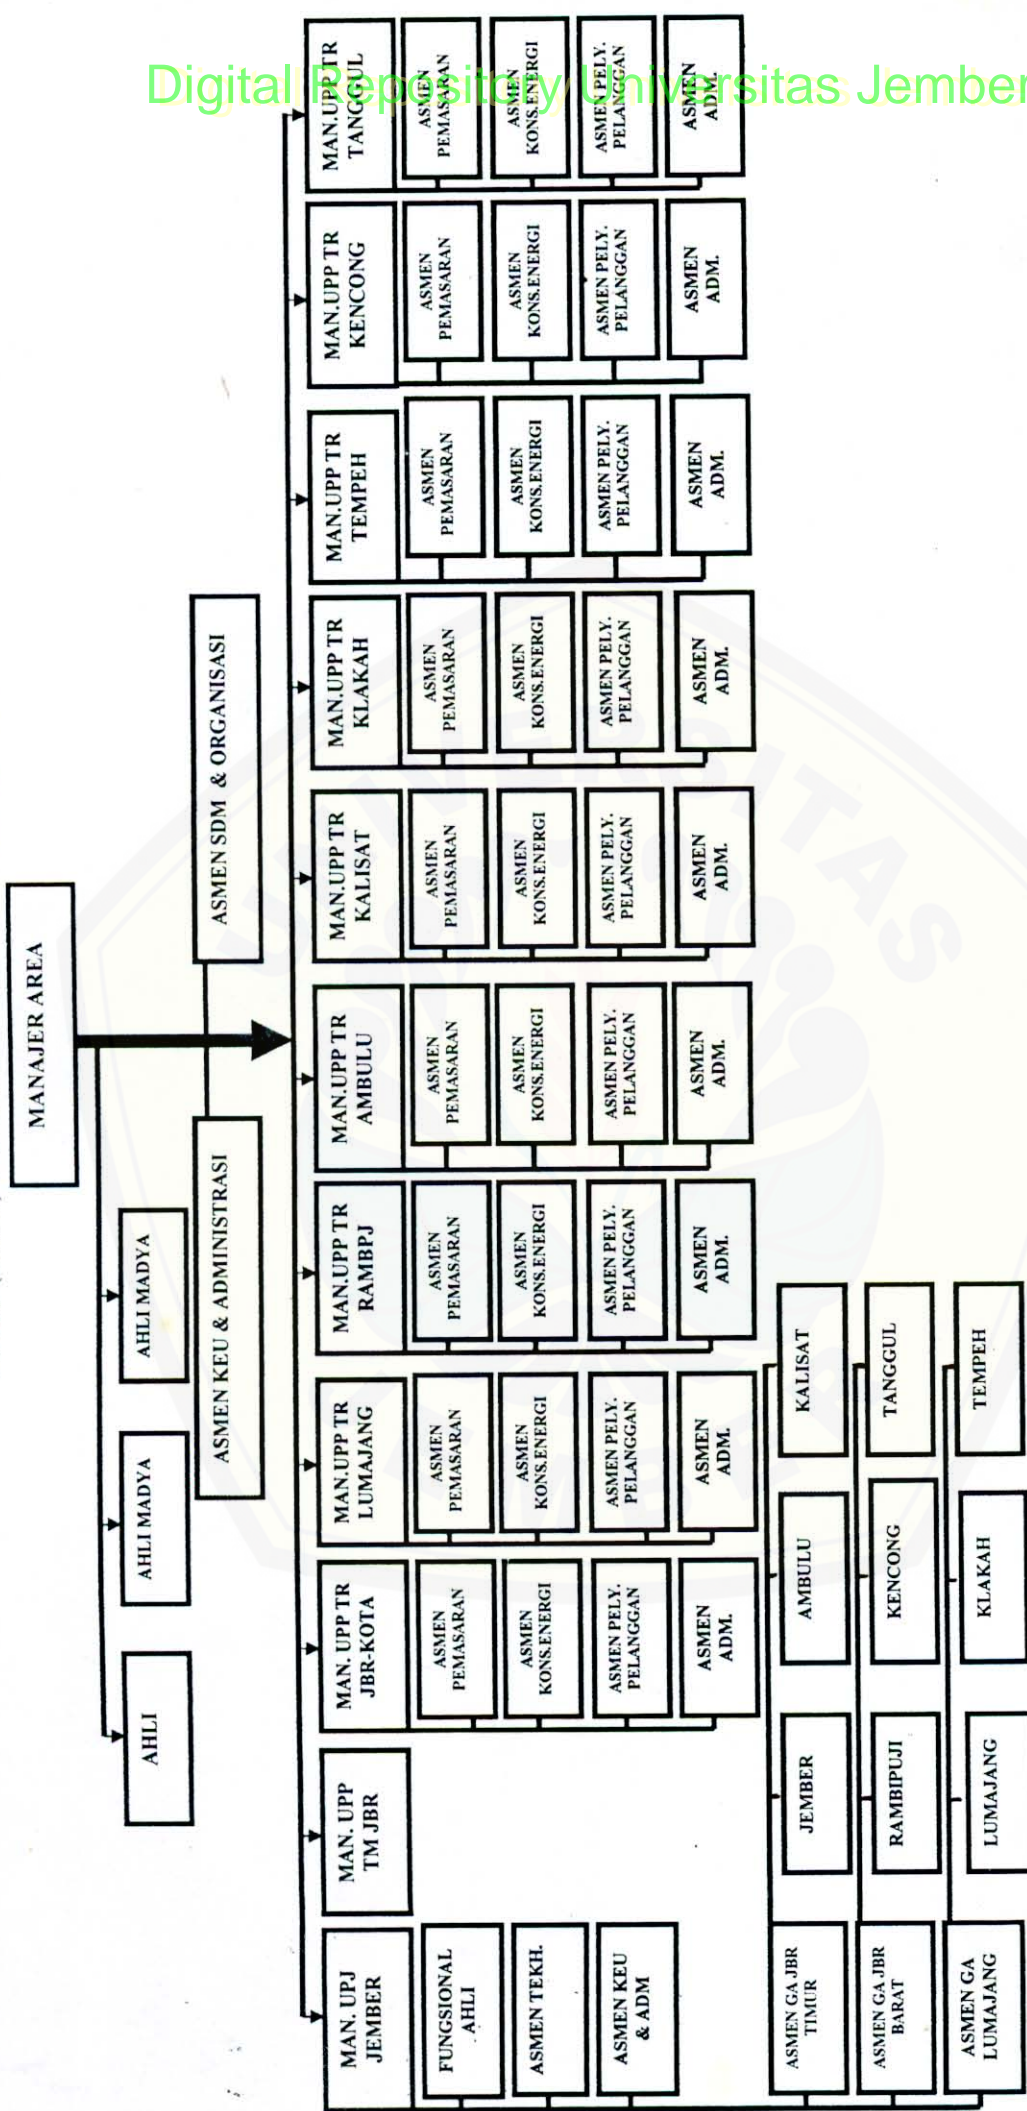 Digital Repository Universitas Jember
MANAJER AREA
AHLI
AHLI MADYA
AHLI MADYA
ASMEN KEU & ADMINISTRASI
ASMEN SDM & ORGANISASI
MAN. UPJ
JEMBER
MAN. UPP
TM JBR
MAN. UPP TR
JBR-KOTA
MAN.UPP TR
LUMAJANG
MAN.UPP TR
RAMBPJ
MAN.UPP TR
AMBULU
MAN.UPP TR
KALISAT
MAN.UPP TR
KLAKAH
MAN.UPP TR
TEMPEH
MAN.UPP TR
KENCONG
MAN.UPP TR
TANGGUL
FUNGSIONAL
AHLI
ASMEN
PEMASARAN
ASMEN
PEMASARAN
ASMEN
PEMASARAN
ASMEN
PEMASARAN
ASMEN
PEMASARAN
ASMEN
PEMASARAN
ASMEN
PEMASARAN
ASMEN
PEMASARAN
ASMEN
PEMASARAN
ASMEN TEKH.
ASMEN
KONS.ENERGI
ASMEN
KONS.ENERGI
ASMEN
KONS.ENERGI
ASMEN
KONS.ENERGI
ASMEN
KONS.ENERGI
ASMEN
KONS.ENERGI
ASMEN
KONS.ENERGI
ASMEN
KONS.ENERGI
ASMEN
KONS.ENERGI
ASMEN KEU
& ADM
ASMEN PELY.
PELANGGAN
ASMEN PELY.
PELANGGAN
ASMEN PELY.
PELANGGAN
ASMEN PELY.
PELANGGAN
ASMEN PELY.
PELANGGAN
ASMEN PELY.
PELANGGAN
ASMEN PELY.
PELANGGAN
ASMEN PELY.
PELANGGAN
ASMEN PELY.
PELANGGAN
ASMEN
ADM.
ASMEN
ADM.
ASMEN
ADM.
ASMEN
ADM.
ASMEN
ADM.
ASMEN
ADM.
ASMEN
ADM.
ASMEN
ADM.
ASMEN
ADM.
ASMEN GA JBR
TIMUR
JEMBER
AMBULU
KALISAT
ASMEN GA JBR
BARAT
RAMBIPUJI
KENCONG
TANGGUL
ASMEN GA
LUMAJANG
LUMAJANG
KLAKAH
TEMPEH
UNIVERSITAS
JEMBER